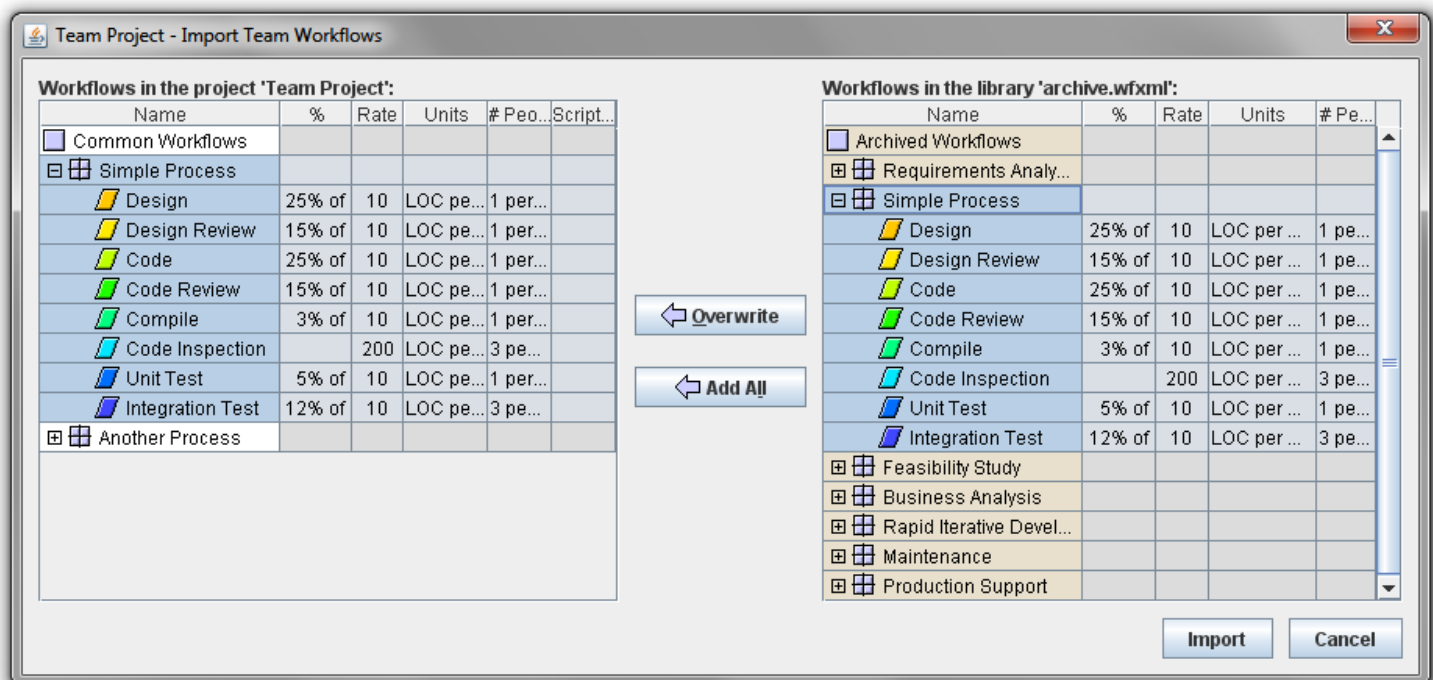 Team Project - Import Team Workflows
Workflows in the project 'Team Project':
Name % Rate Units # Peo... Script...
Common Workflows
Simple Process
Design 25% of 10 LOC pe... 1 per...
Design Review 15% of 10 LOC pe... 1 per...
Code 25% of 10 LOC pe... 1 per...
Code Review 15% of 10 LOC pe... 1 per...
Compile 3% of 10 LOC pe... 1 per...
Code Inspection 200 LOC pe... 3 pe...
Unit Test 5% of 10 LOC pe... 1 per...
Integration Test 12% of 10 LOC pe... 3 pe...
Another Process
Overwrite
Add All
Workflows in the library 'archive.wfxml':
Name % Rate Units # Pe...
Archived Workflows
Requirements Analy...
Simple Process
Design 25% of 10 LOC per ... 1 pe...
Design Review 15% of 10 LOC per ... 1 pe...
Code 25% of 10 LOC per ... 1 pe...
Code Review 15% of 10 LOC per ... 1 pe...
Compile 3% of 10 LOC per ... 1 pe...
Code Inspection 200 LOC per ... 3 pe...
Unit Test 5% of 10 LOC per ... 1 pe...
Integration Test 12% of 10 LOC per ... 3 pe...
Feasibility Study
Business Analysis
Rapid Iterative Devel...
Maintenance
Production Support
Import Cancel